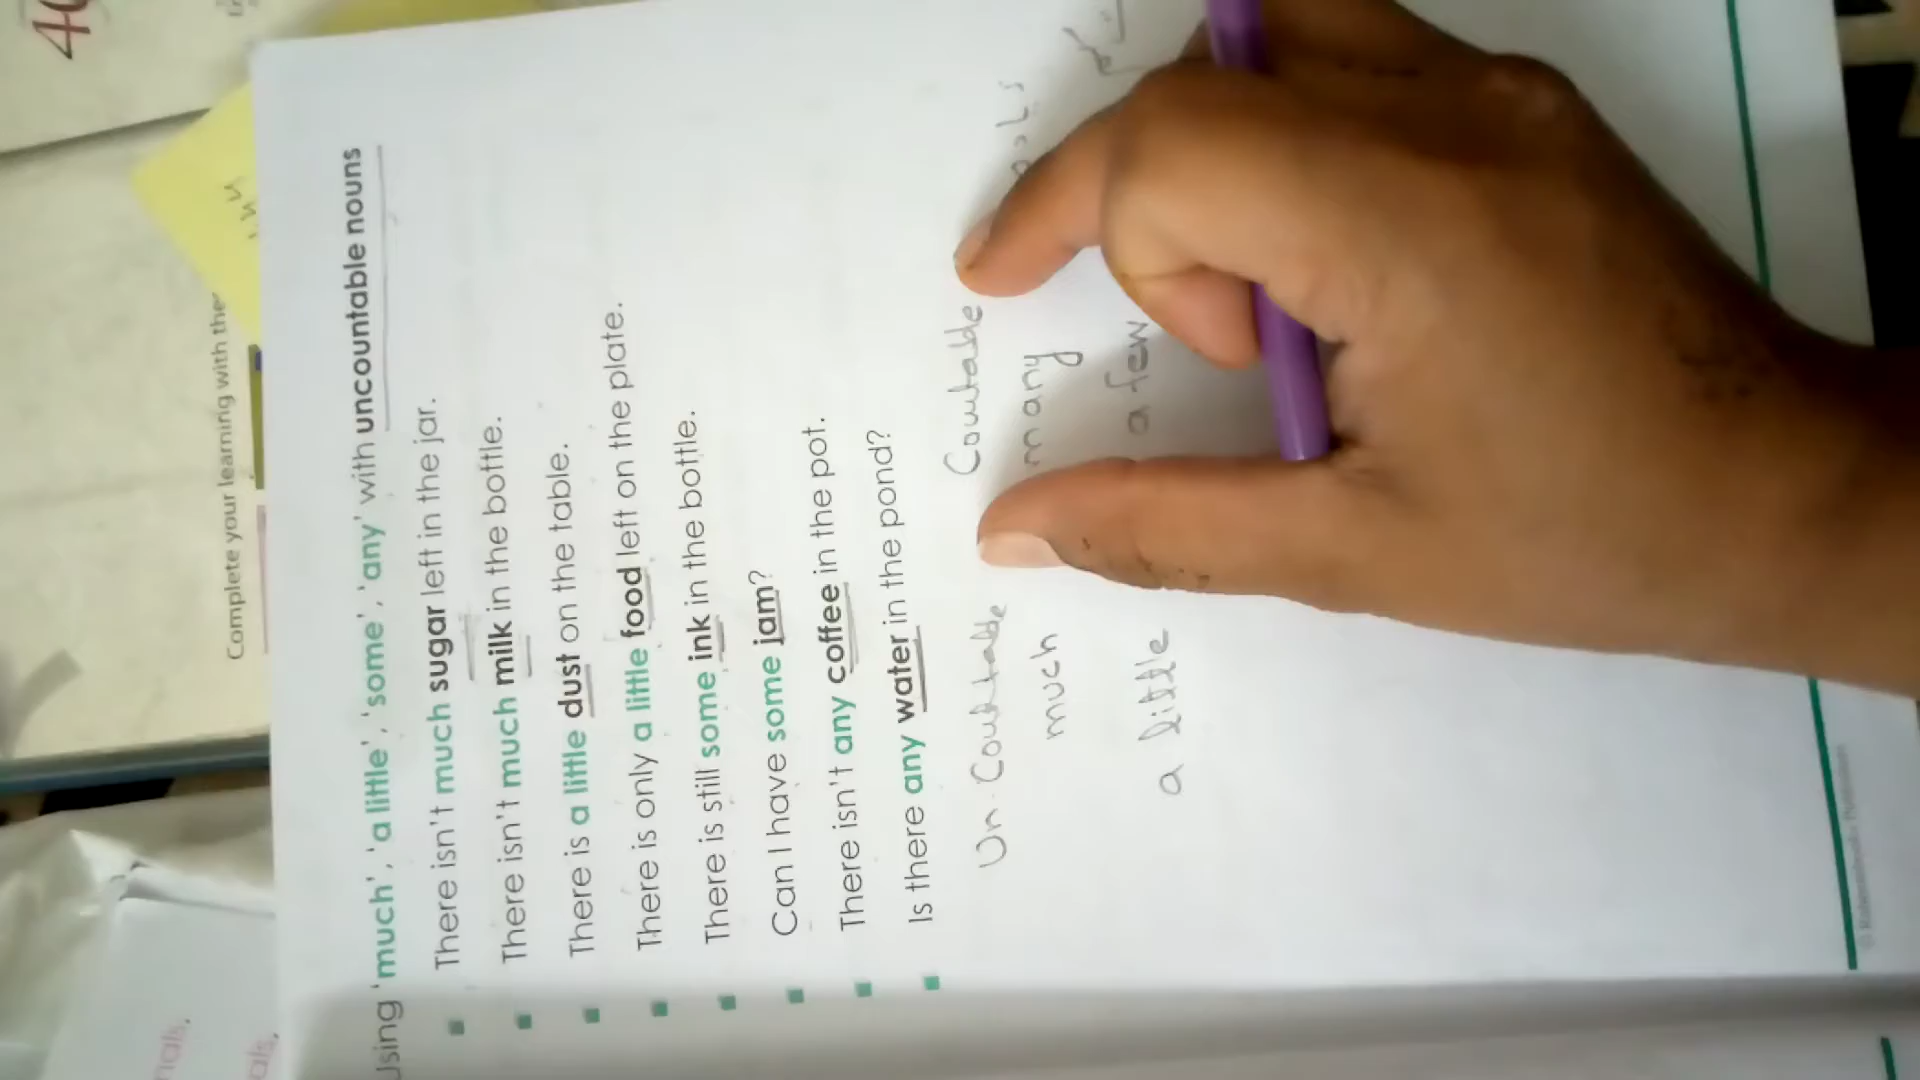 Complete your learning with the
Using 'much', 'a little', 'some', 'any' with uncountable nouns
There isn't much sugar left in the jar.
There isn't much milk in the bottle.
There is a little dust on the table.
There is only a little food left on the plate.
There is still some ink in the bottle.
Can I have some jam?
There isn't any coffee in the pot.
Is there any water in the pond?
Un.Countable Countable
much many
a little a few